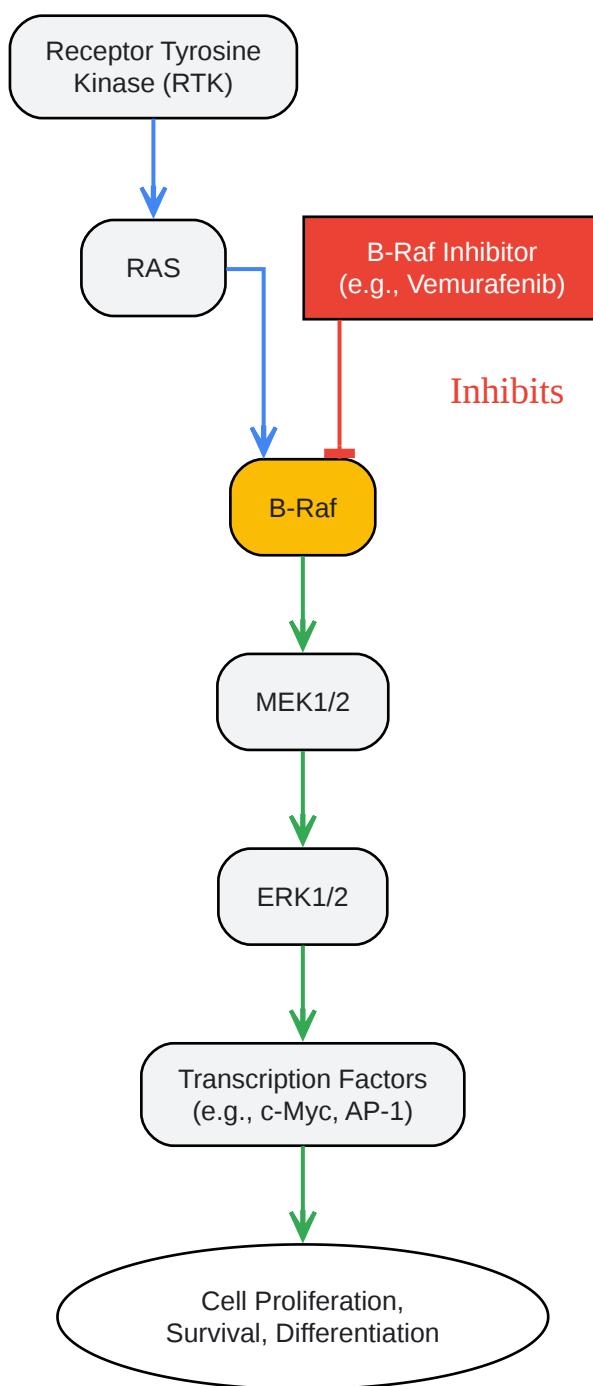 Receptor Tyrosine
Kinase (RTK)
RAS
B-Raf Inhibitor
(e.g., Vemurafenib)
Inhibits
B-Raf
MEK1/2
ERK1/2
Transcription Factors
(e.g., c-Myc, AP-1)
Cell Proliferation,
Survival, Differentiation